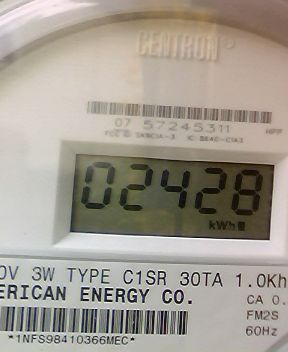 CENTRON®
07 57245311
HPF
02428
kWh
0V 3W TYPE C1SR 30TA 1.0Kh
ERICAN ENERGY CO.
CA 0.
FM2S
60Hz
*1NFS98410366MEC*